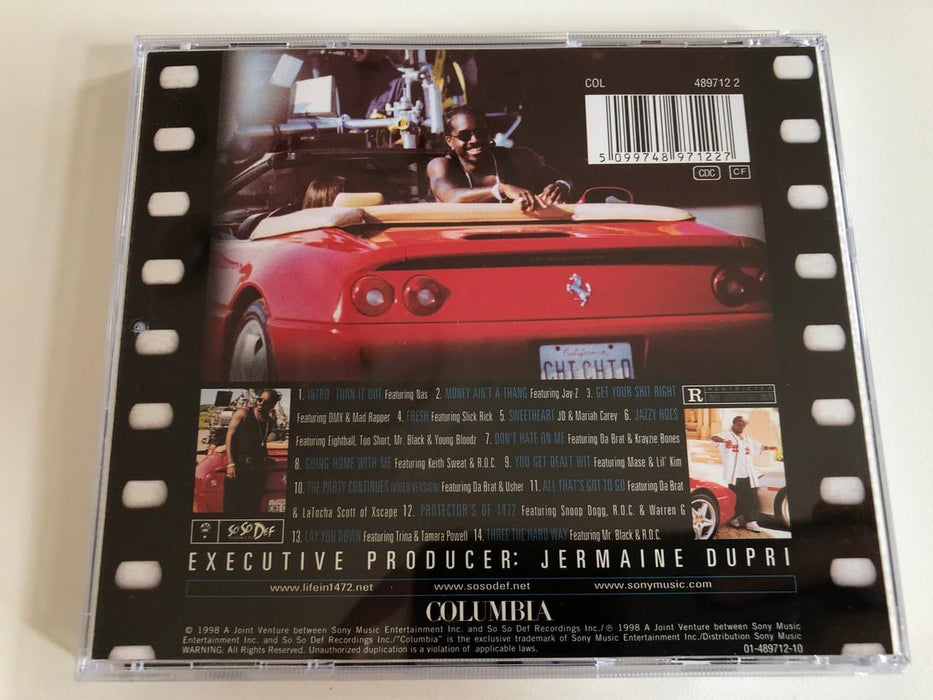 COL 489712 2
5 099748 971227
CDC CF
California
CHICHIO
1. INTRO TURN IT OUT Featuring Nas 2. MONEY AIN'T A THANG Featuring Jay-Z 3. GET YOUR SHIT RIGHT
Featuring DMX & Mad Rapper 4. FRESH Featuring Slick Rick 5. SWEETHEART JD & Mariah Carey 6. JAZZY HOES
Featuring Eightball, Too Short, Mr. Black & Young Bloodz 7. DON'T HATE ON ME Featuring Da Brat & Krayzie Bones
8. GOING HOME WITH ME Featuring Keith Sweat & R.O.C. 9. YOU GET DEALT WIT Featuring Mase & Lil' Kim
10. THE PARTY CONTINUES (VIDEO VERSION) Featuring Da Brat & Usher 11. ALL THAT'S GOT TO GO Featuring Da Brat
& LaTocha Scott of Xscape 12. PROTECTOR'S OF 1472 Featuring Snoop Dogg, R.O.C. & Warren G
13. LAY YOU DOWN Featuring Trina & Tamara Powell 14. THREE THE HARD WAY Featuring Mr. Black & R.O.C.
R RESTRICTED
SO SO DEF
EXECUTIVE PRODUCER: JERMAINE DUPRI
www.lifein1472.net www.sosodef.net www.sonymusic.com
COLUMBIA
© 1998 A Joint Venture between Sony Music Entertainment Inc. and So So Def Recordings Inc./℗ 1998 A Joint Venture between Sony Music
Entertainment Inc. and So So Def Recordings Inc./"Columbia" is the exclusive trademark of Sony Music Entertainment Inc./Distribution Sony Music
WARNING: All Rights Reserved. Unauthorized duplication is a violation of applicable laws. 01-489712-10